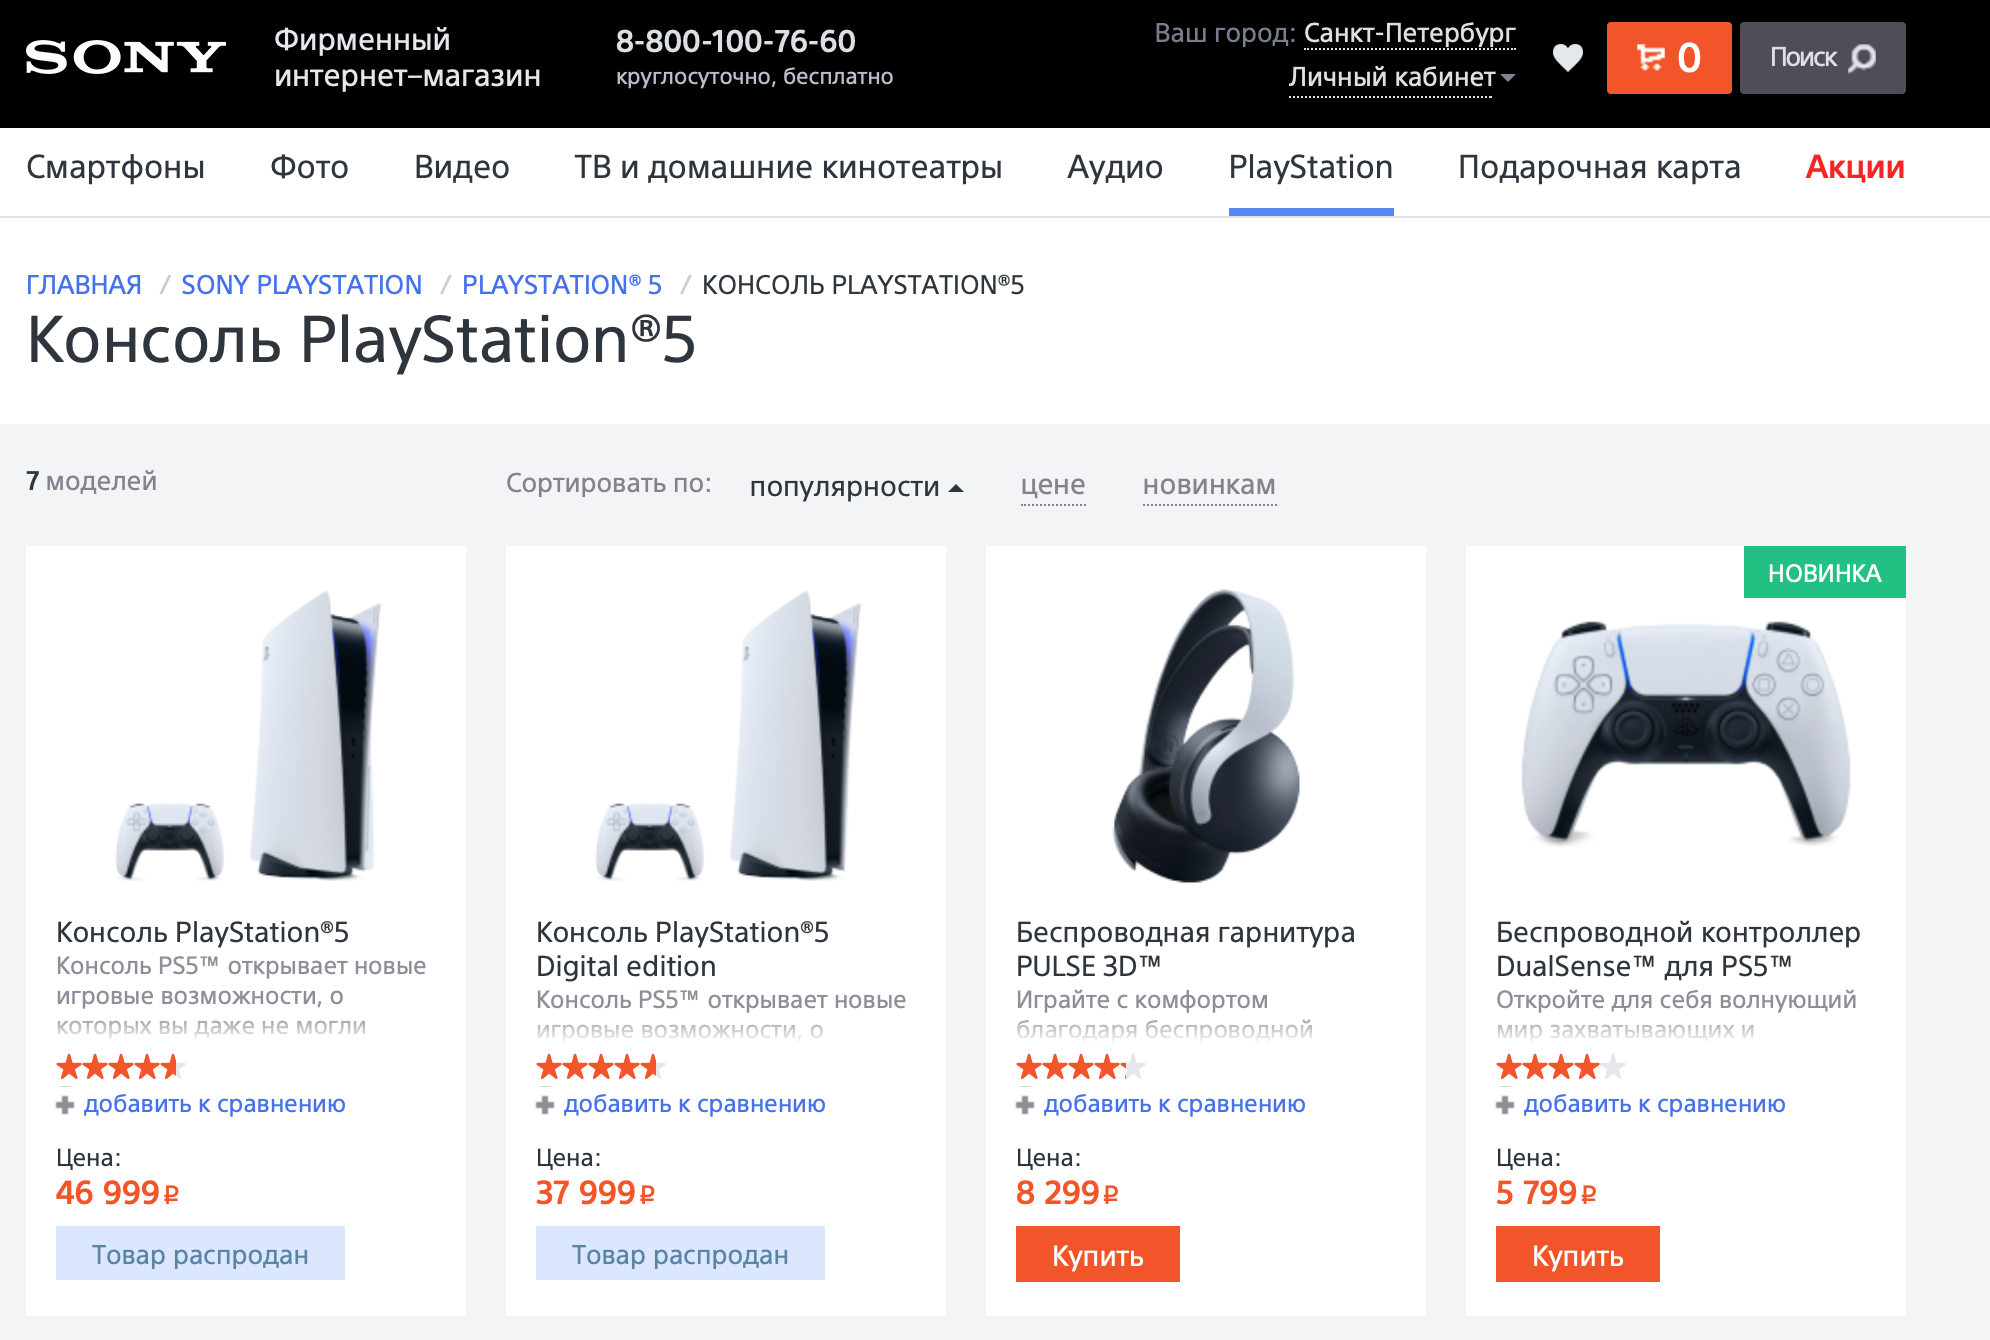 SONY
Фирменный
интернет–магазин
8-800-100-76-60
круглосуточно, бесплатно
Ваш город: Санкт-Петербург
Личный кабинет
0
Поиск
Смартфоны Фото Видео ТВ и домашние кинотеатры Аудио PlayStation Подарочная карта Акции
ГЛАВНАЯ / SONY PLAYSTATION / PLAYSTATION® 5 / КОНСОЛЬ PLAYSTATION®5
Консоль PlayStation®5
7 моделей
Сортировать по: популярности цене новинкам
Консоль PlayStation®5
Консоль PS5™ открывает новые
игровые возможности, о
которых вы даже не могли
добавить к сравнению
Цена:
46 999 ₽
Товар распродан
Консоль PlayStation®5
Digital edition
Консоль PS5™ открывает новые
игровые возможности, о
добавить к сравнению
Цена:
37 999 ₽
Товар распродан
Беспроводная гарнитура
PULSE 3D™
Играйте с комфортом
благодаря беспроводной
добавить к сравнению
Цена:
8 299 ₽
Купить
НОВИНКА
Беспроводной контроллер
DualSense™ для PS5™
Откройте для себя волнующий
мир захватывающих и
добавить к сравнению
Цена:
5 799 ₽
Купить